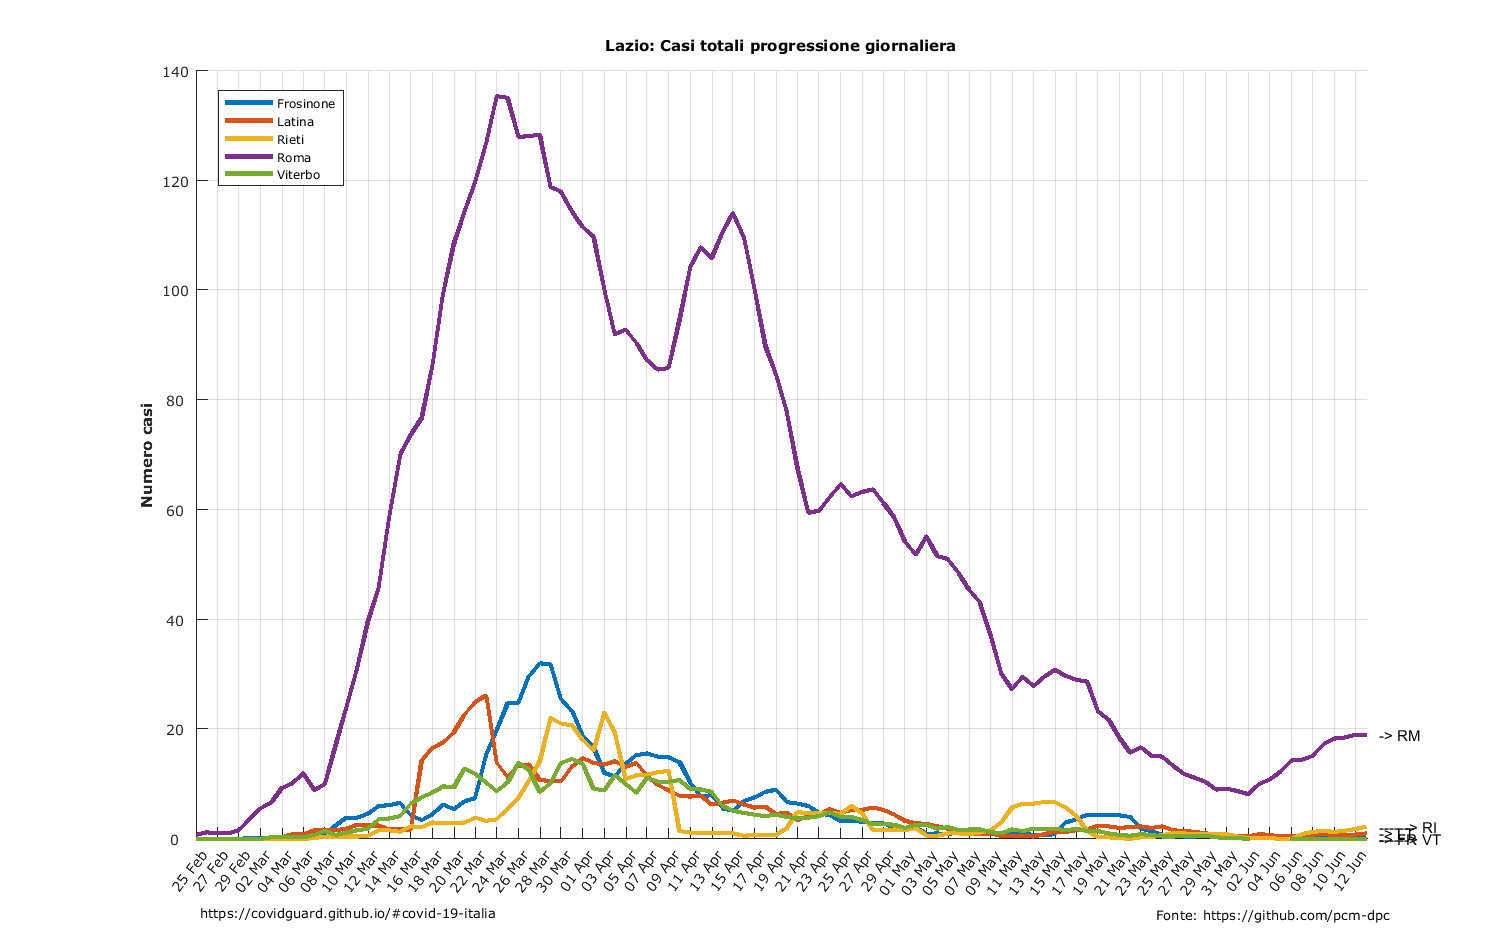 Lazio: Casi totali progressione giornaliera
Numero casi
140
120
100
80
60
40
20
0
Frosinone
Latina
Rieti
Roma
Viterbo
-> RM
RI
VT
25 Feb
27 Feb
29 Feb
02 Mar
04 Mar
06 Mar
08 Mar
10 Mar
12 Mar
14 Mar
16 Mar
18 Mar
20 Mar
22 Mar
24 Mar
26 Mar
28 Mar
30 Mar
01 Apr
03 Apr
05 Apr
07 Apr
09 Apr
11 Apr
13 Apr
15 Apr
17 Apr
19 Apr
21 Apr
23 Apr
25 Apr
27 Apr
29 Apr
01 May
03 May
05 May
07 May
09 May
11 May
13 May
15 May
17 May
19 May
21 May
23 May
25 May
27 May
29 May
31 May
02 Jun
04 Jun
06 Jun
08 Jun
10 Jun
12 Jun
https://covidguard.github.io/#covid-19-italia
Fonte: https://github.com/pcm-dpc